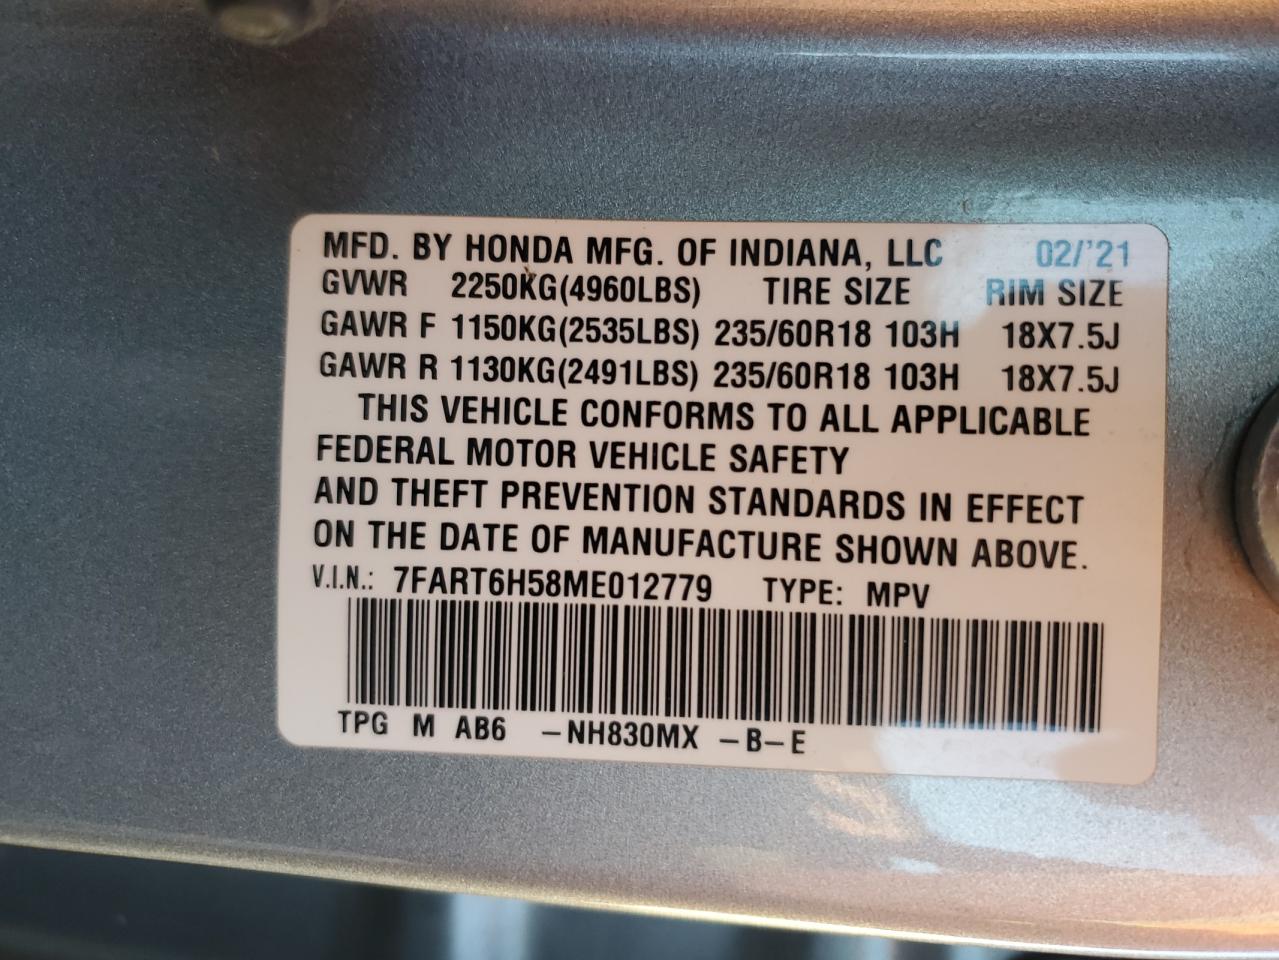 MFD. BY HONDA MFG. OF INDIANA, LLC 02/'21
GVWR 2250KG(4960LBS) TIRE SIZE RIM SIZE
GAWR F 1150KG(2535LBS) 235/60R18 103H 18X7.5J
GAWR R 1130KG(2491LBS) 235/60R18 103H 18X7.5J
THIS VEHICLE CONFORMS TO ALL APPLICABLE
FEDERAL MOTOR VEHICLE SAFETY
AND THEFT PREVENTION STANDARDS IN EFFECT
ON THE DATE OF MANUFACTURE SHOWN ABOVE.
V.I.N.: 7FART6H58ME012779 TYPE: MPV
TPG M AB6 -NH830MX -B-E